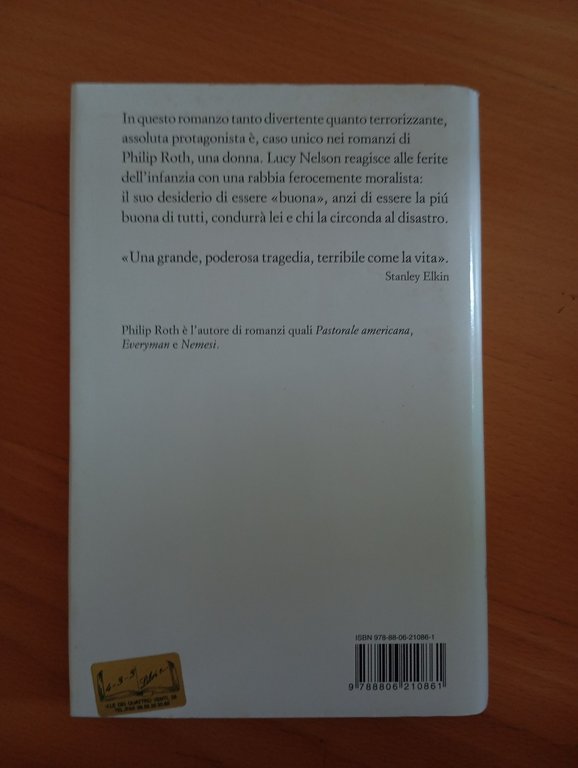 In questo romanzo tanto divertente quanto terrorizzante,
assoluta protagonista è, caso unico nei romanzi di
Philip Roth, una donna. Lucy Nelson reagisce alle ferite
dell'infanzia con una rabbia ferocemente moralista:
il suo desiderio di essere «buona», anzi di essere la piú
buona di tutti, condurrà lei e chi la circonda al disastro.
«Una grande, poderosa tragedia, terribile come la vita».
Stanley Elkin
Philip Roth è l'autore di romanzi quali Pastorale americana,
Everyman e Nemesi.
ISBN 978-88-06-21086-1
9 788806 210861
V.LE DEI QUATTRO VENTI